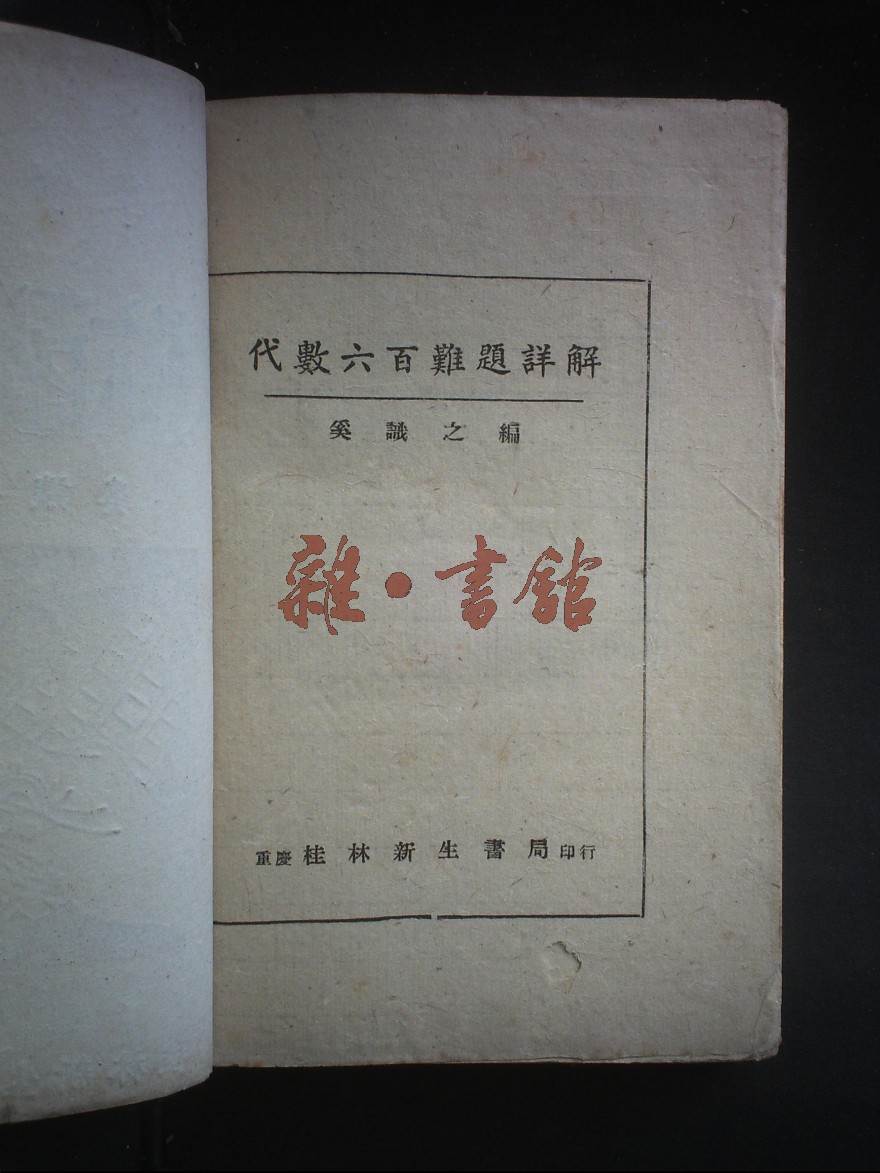 代數六百難題詳解
奚識之編
雜·書館
重慶桂林新生書局印行